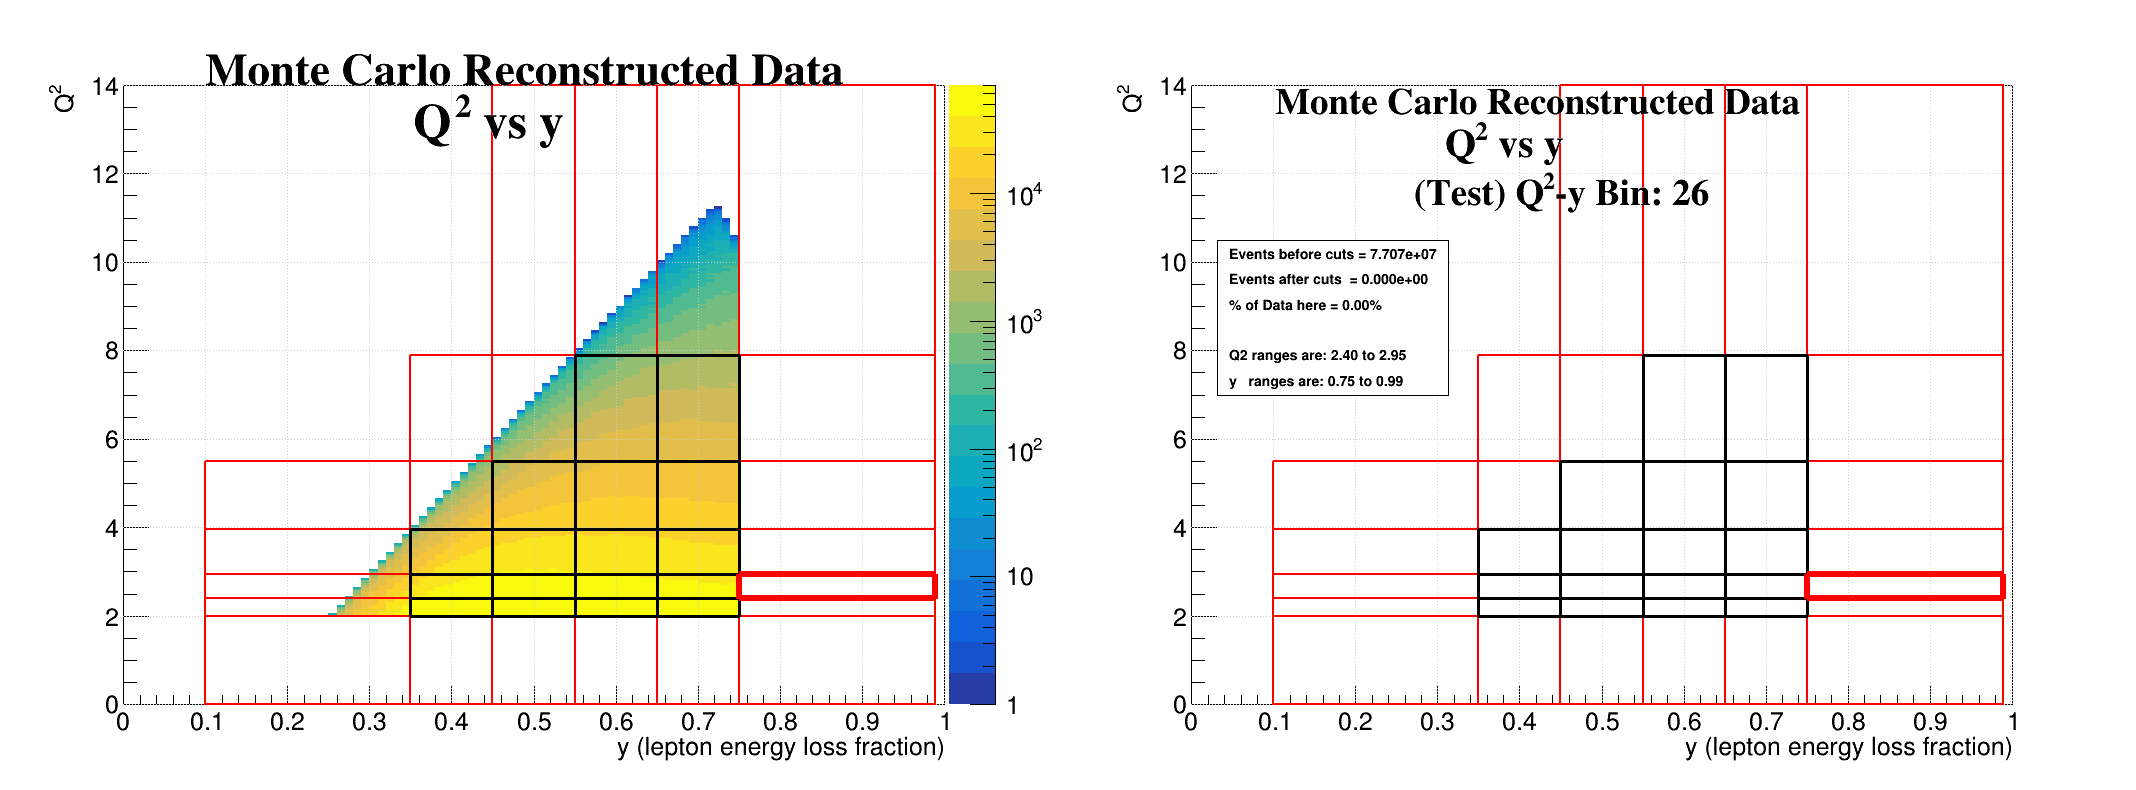 Monte Carlo Reconstructed Data
Q² vs y
Q²
14
12
10
8
6
4
2
0
0 0.1 0.2 0.3 0.4 0.5 0.6 0.7 0.8 0.9 1
y (lepton energy loss fraction)
10⁴
10³
10²
10
1
Monte Carlo Reconstructed Data
Q² vs y
(Test) Q²-y Bin: 26
Q²
14
12
10
8
6
4
2
0
Events before cuts = 7.707e+07
Events after cuts = 0.000e+00
% of Data here = 0.00%
Q2 ranges are: 2.40 to 2.95
y ranges are: 0.75 to 0.99
0 0.1 0.2 0.3 0.4 0.5 0.6 0.7 0.8 0.9 1
y (lepton energy loss fraction)